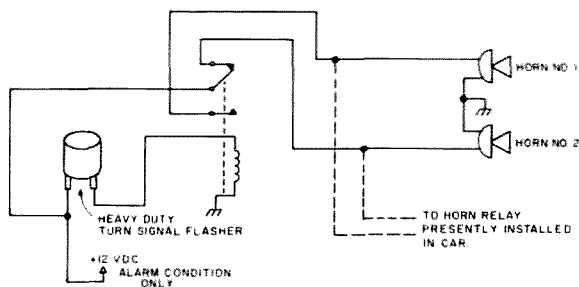 HORN NO. 1
HORN NO. 2
HEAVY DUTY
TURN SIGNAL FLASHER
TO HORN RELAY
PRESENTLY INSTALLED
IN CAR.
+12 VDC
ALARM CONDITION
ONLY